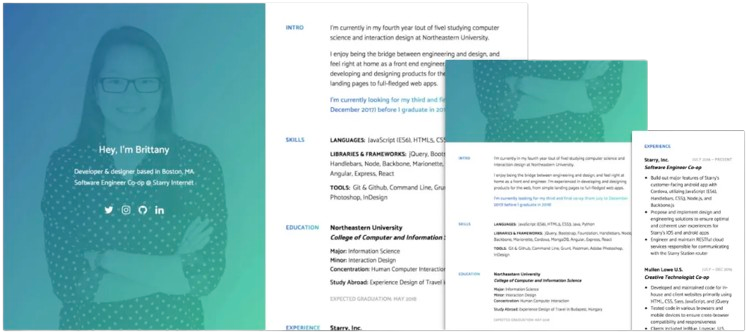 Hey, I'm Brittany
Developer & designer based in Boston, MA.
Software Engineer Co-op @ Starry Internet
INTRO
I'm currently in my fourth year (out of five) studying computer
science and interaction design at Northeastern University.
I enjoy being the bridge between engineering and design, and
feel right at home as a front end engineer
developing and designing products for the
landing pages to full-fledged web apps.
I'm currently looking for my third and
December 2017) before I graduate in 201
SKILLS
LANGUAGES: JavaScript (ES6), HTML5, CSS
LIBRARIES & FRAMEWORKS: jQuery, Boots
Handlebars, Node, Backbone, Marionette,
Angular, Express, React
TOOLS: Git & Github, Command Line, Grunt
Photoshop, InDesign
EDUCATION
Northeastern University
College of Computer and Information
Major: Information Science
Minor: Interaction Design
Concentration: Human Computer Interaction
Study Abroad: Experience Design of Travel i
EXPECTED GRADUATION: MAY 2018
EXPERIENCE
Starry, Inc.
INTRO
I'm currently in my fourth year (out of five) studying computer science and
interaction design at Northeastern University.
I enjoy being the bridge between engineering and design, and feel right at
home as a front end engineer. I'm experienced in developing and designing
products for the web, from simple landing pages to full-fledged web apps.
I'm currently looking for my third and final co-op (from July to December
2017) before I graduate in 2018!
SKILLS
LANGUAGES: JavaScript (ES6), HTML5, CSS, Java, Python
LIBRARIES & FRAMEWORKS: jQuery, Bootstrap, Foundation, Handlebars, Node,
Backbone, Marionette, Cordova, MongoDB, Angular, Express, React
TOOLS: Git & Github, Command Line, Grunt, Postman, Adobe Photoshop,
InDesign
EDUCATION
Northeastern University
College of Computer and Information Science
Major: Information Science
Minor: Interaction Design
Concentration: Human Computer Interaction
Study Abroad: Experience Design of Travel in Budapest, Hungary
EXPECTED GRADUATION: MAY 2018
EXPERIENCE
Starry, Inc. JULY 2016 – PRESENT
Software Engineer Co-op
Build out major features of Starry's
customer-facing android app with
Cordova, utilizing JavaScript (ES6),
Handlebars, CSS3, Node.js, and
Backbone.js
Propose and implement design and
engineering solutions to ensure optimal
and coherent user experiences for
Starry's iOS and android apps
Engineer and maintain RESTful cloud
services responsible for communicating
with the Starry Station router
Mullen Lowe U.S. JULY – DEC 2015
Creative Technologist Co-op
Developed and maintained code for in-
house and client websites primarily using
HTML, CSS, Sass, JavaScript, and jQuery
Tested sites in various browsers and
mobile devices to ensure cross browser
compatibility and responsiveness